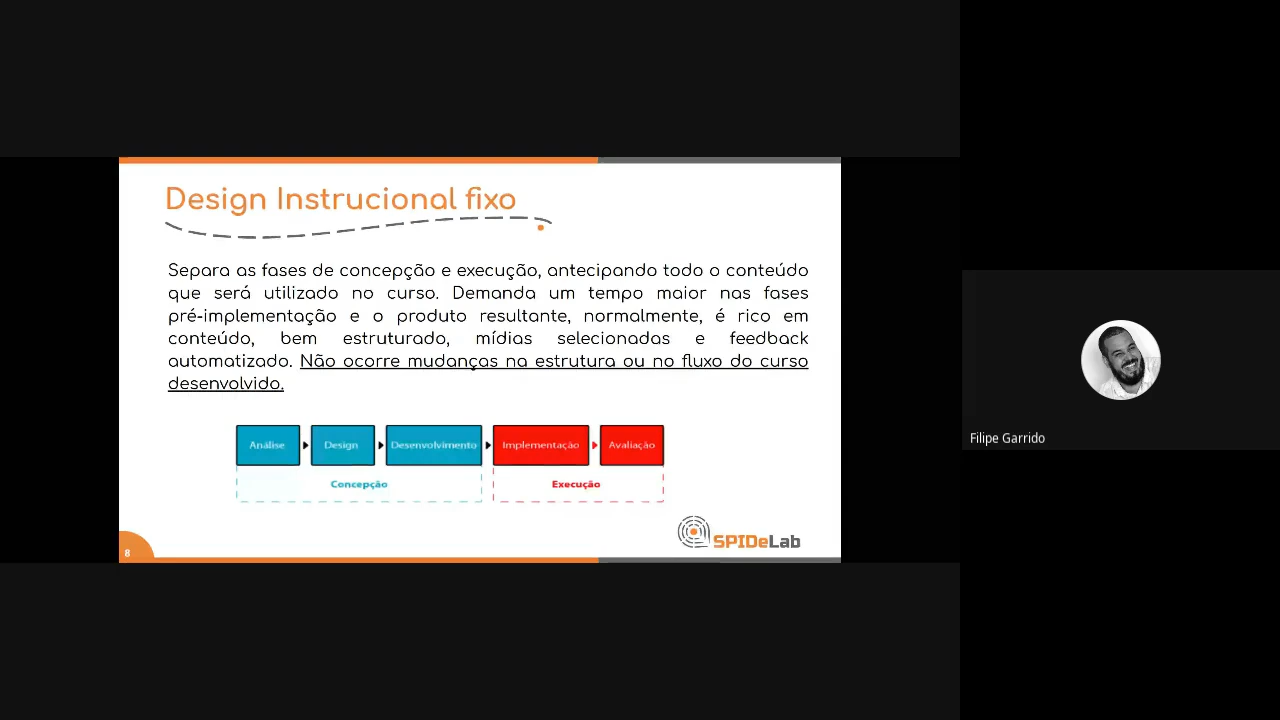 Design Instrucional fixo
Separa as fases de concepção e execução, antecipando todo o conteúdo
que será utilizado no curso. Demanda um tempo maior nas fases
pré-implementação e o produto resultante, normalmente, é rico em
conteúdo, bem estruturado, mídias selecionadas e feedback
automatizado. Não ocorre mudanças na estrutura ou no fluxo do curso
desenvolvido.
Análise Design Desenvolvimento Implementação Avaliação
Concepção Execução
SPIDeLab
8
Filipe Garrido